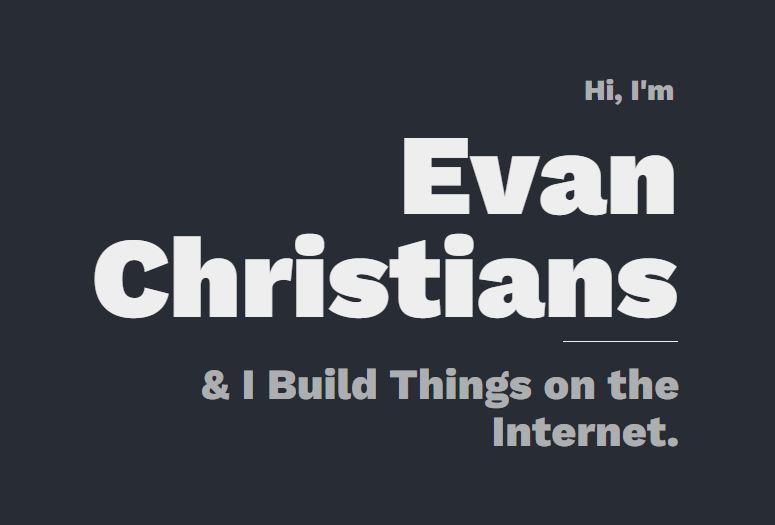 Hi, I'm
Evan
Christians
& I Build Things on the
Internet.